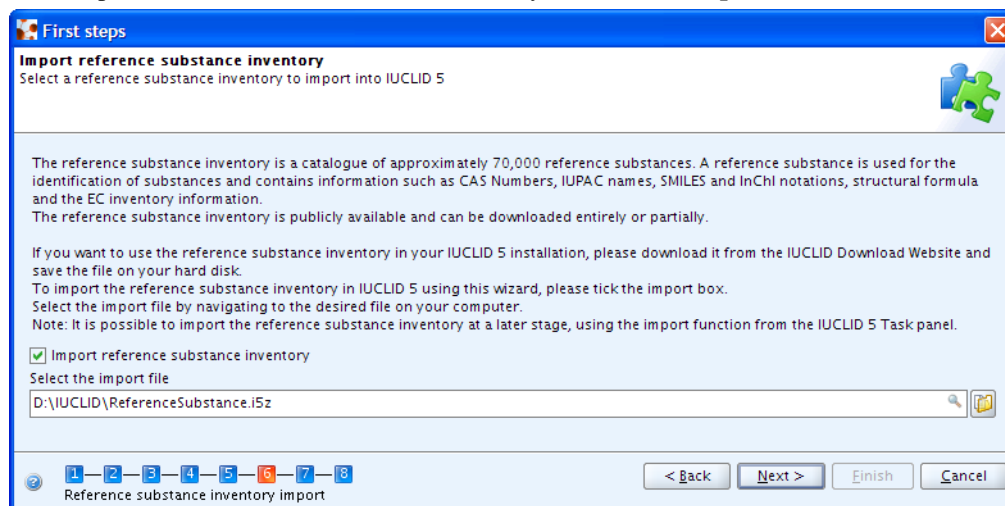 First steps
Import reference substance inventory
Select a reference substance inventory to import into IUCLID 5
The reference substance inventory is a catalogue of approximately 70,000 reference substances. A reference substance is used for the
identification of substances and contains information such as CAS Numbers, IUPAC names, SMILES and InChI notations, structural formula
and the EC inventory information.
The reference substance inventory is publicly available and can be downloaded entirely or partially.
If you want to use the reference substance inventory in your IUCLID 5 installation, please download it from the IUCLID Download Website and
save the file on your hard disk.
To import the reference substance inventory in IUCLID 5 using this wizard, please tick the import box.
Select the import file by navigating to the desired file on your computer.
Note: It is possible to import the reference substance inventory at a later stage, using the import function from the IUCLID 5 Task panel.
Import reference substance inventory
Select the import file
D:\IUCLID\ReferenceSubstance.i5z
1 2 3 4 5 6 7 8
Reference substance inventory import
< Back Next > Finish Cancel